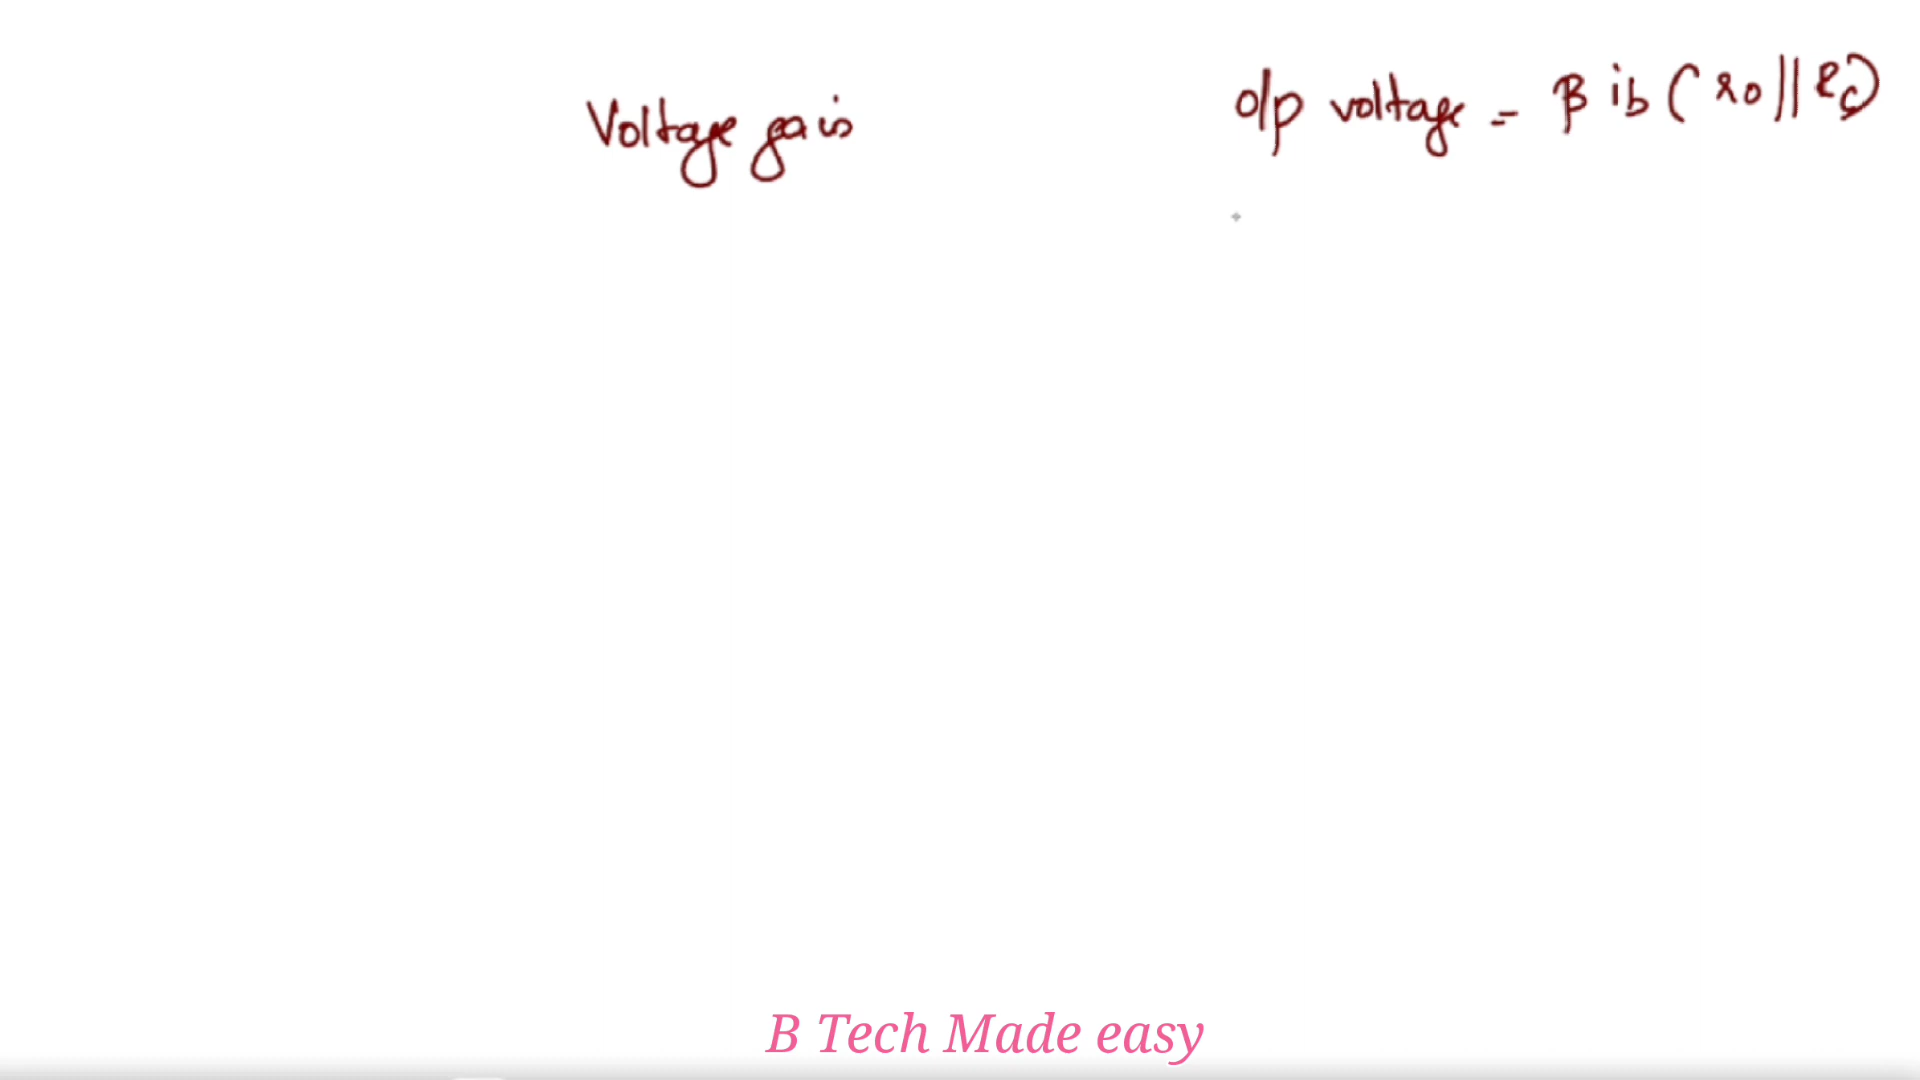 Voltage gain
o/p voltage = β ib (ro || Rc)
B Tech Made easy